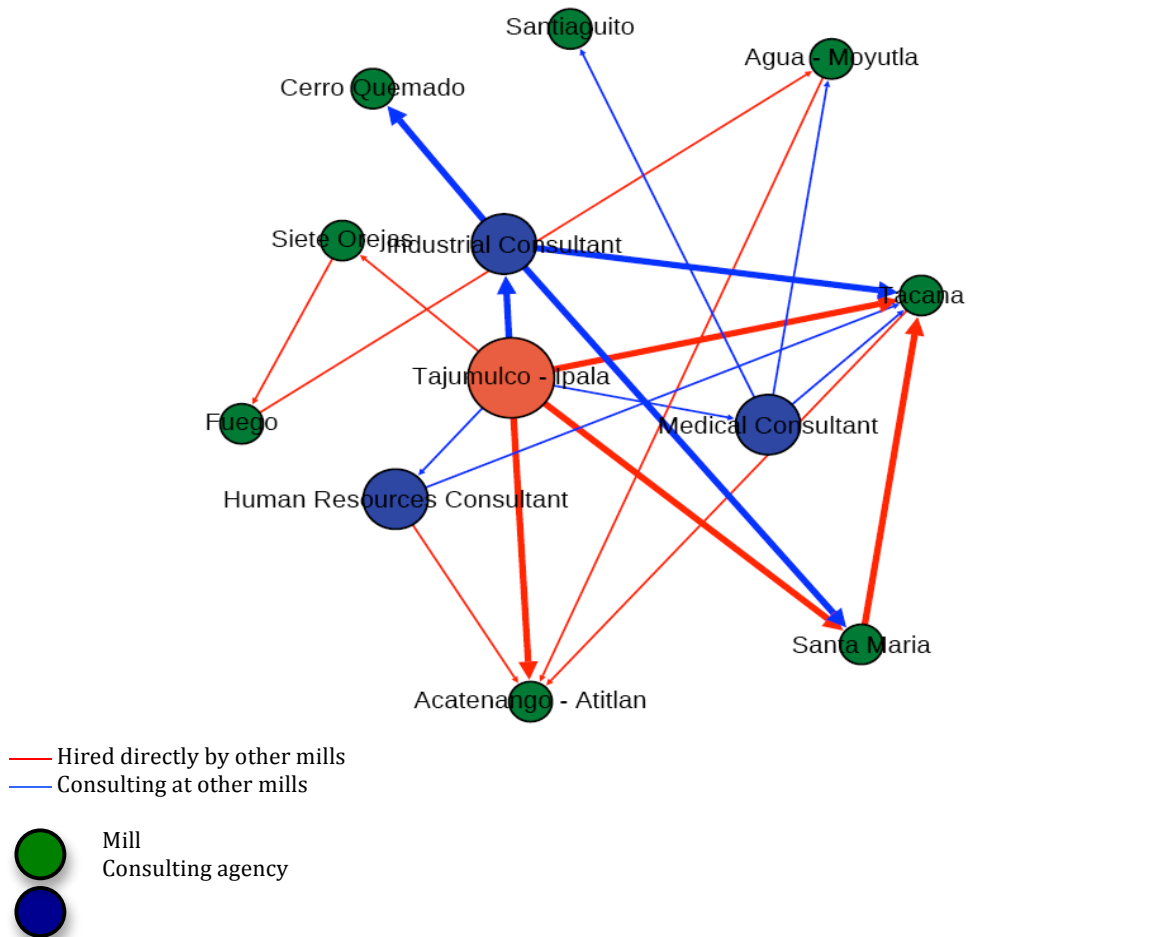 Santiaguito
Agua - Moyutla
Cerro Quemado
Siete Orejas
Industrial Consultant
Tacana
Tajumulco - Ipala
Fuego
Medical Consultant
Human Resources Consultant
Santa Maria
Acatenango - Atitlan
Hired directly by other mills
Consulting at other mills
Mill
Consulting agency